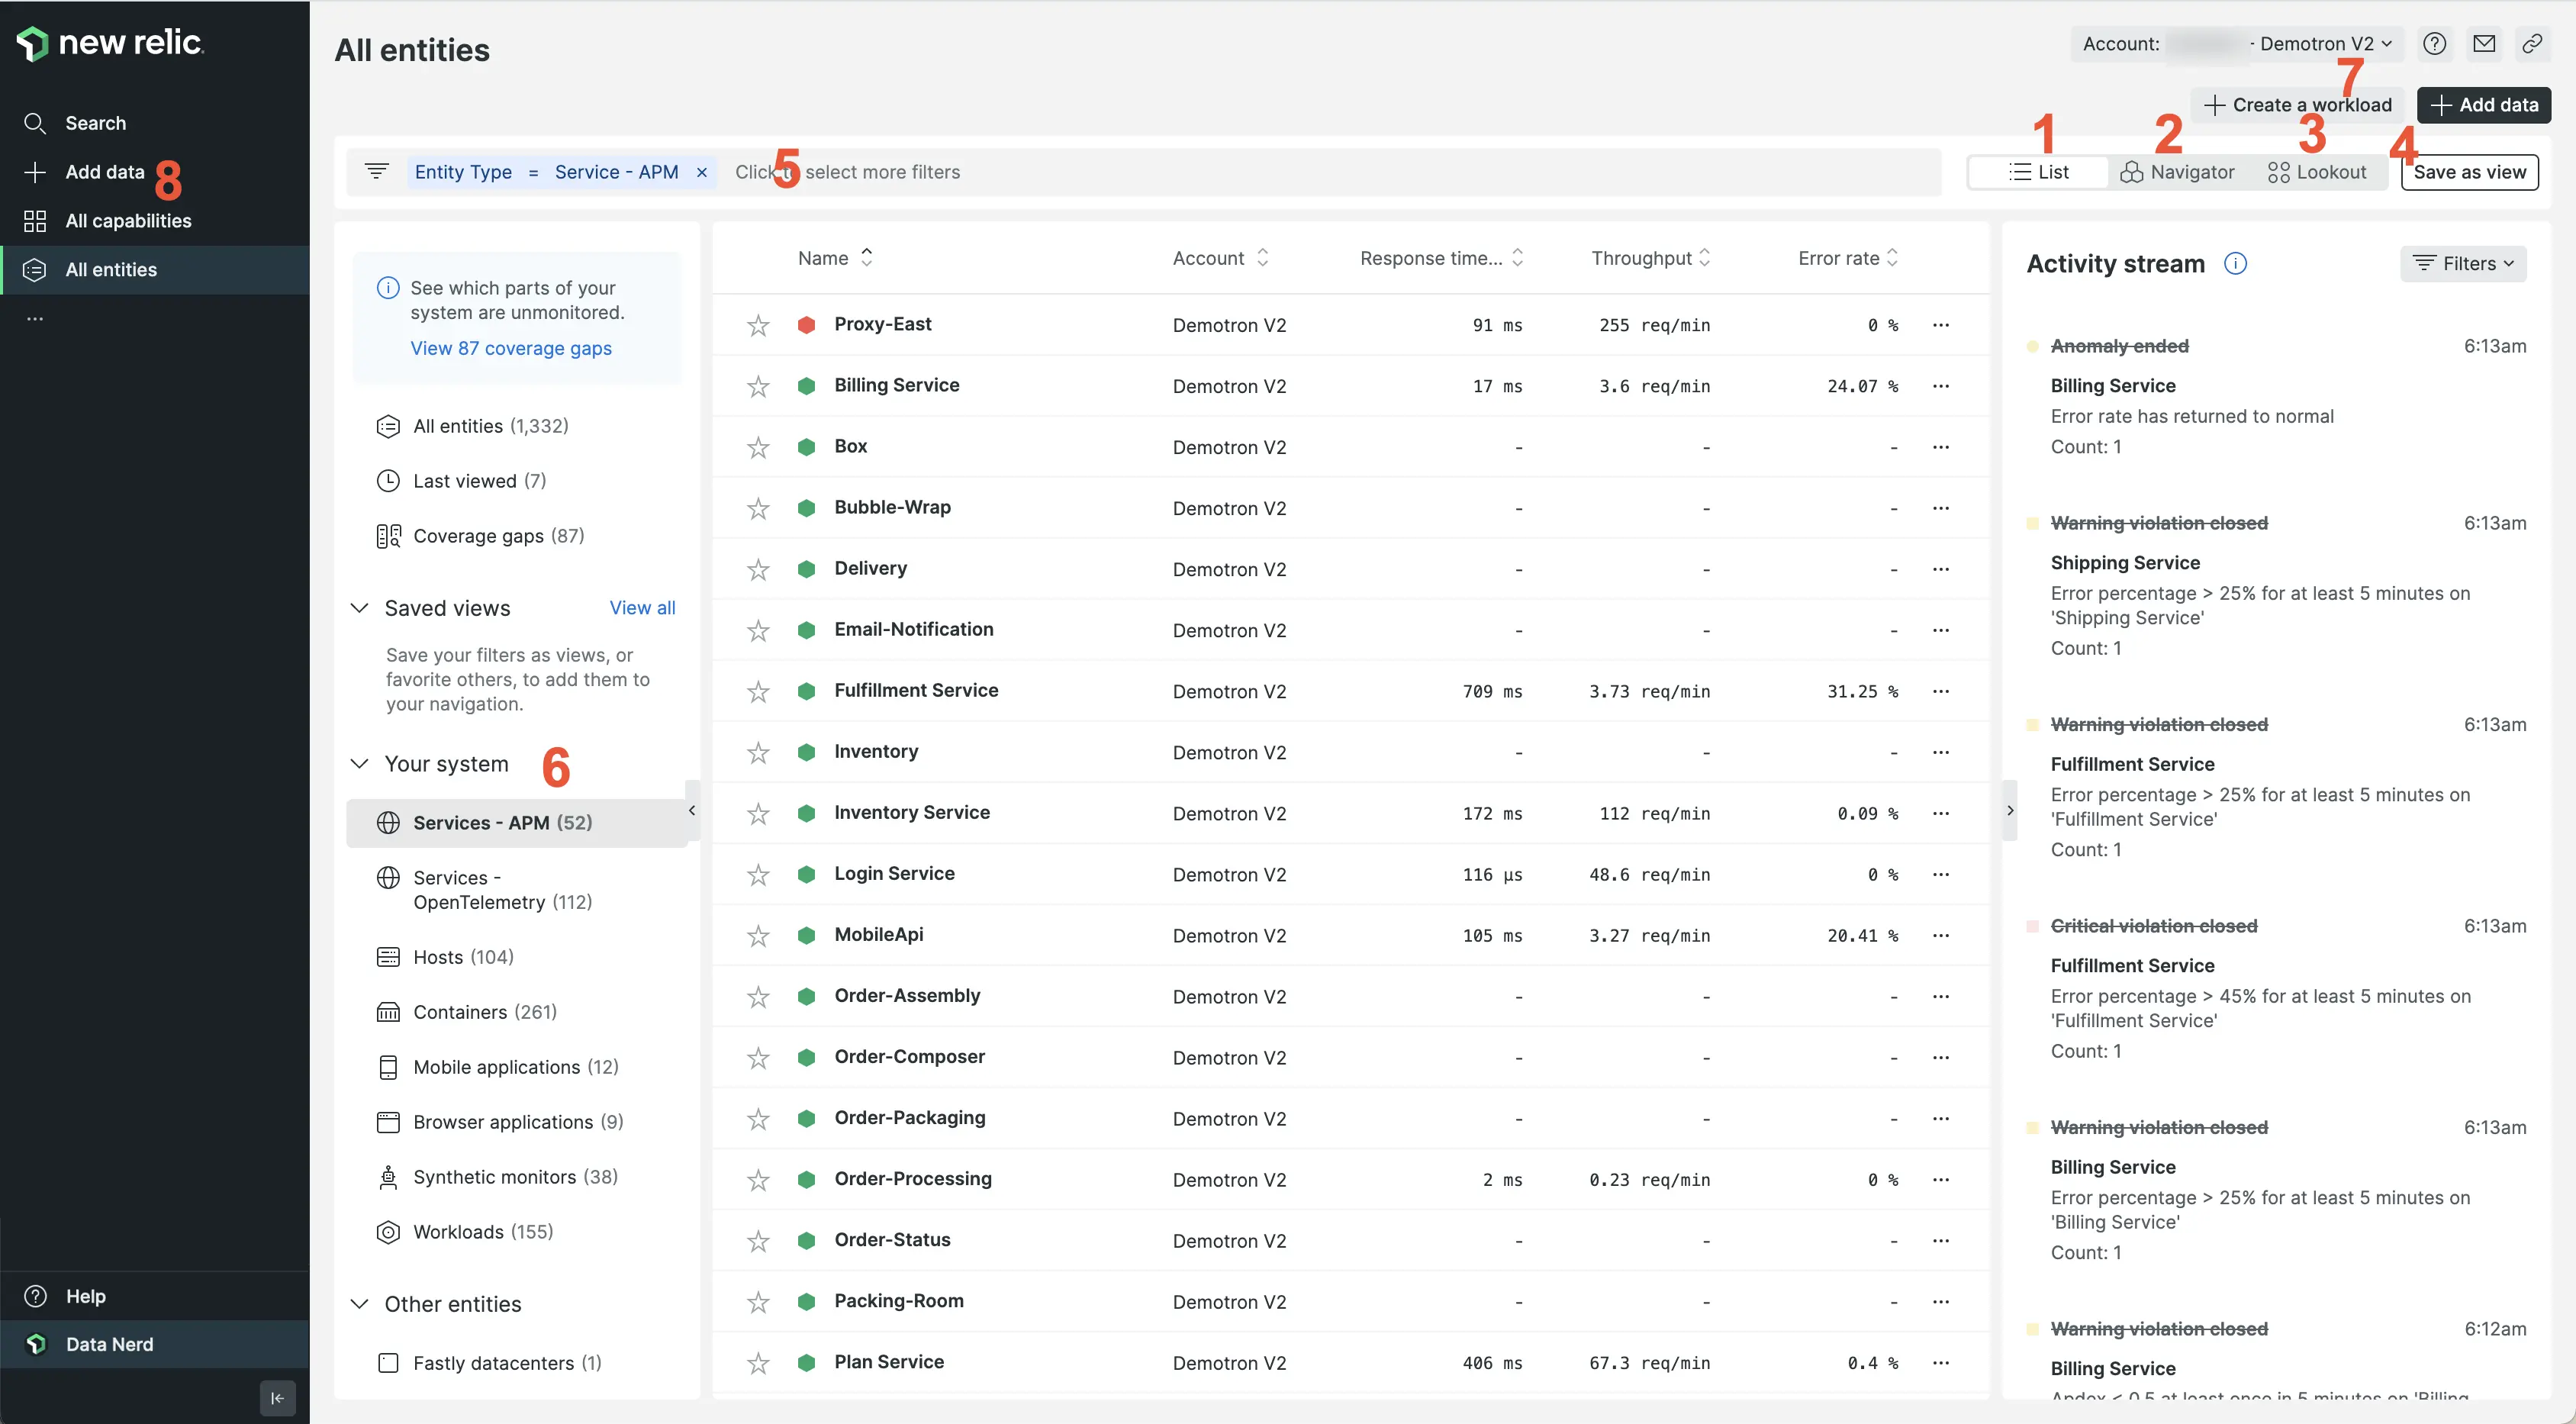 new relic.
Search
Add data
8
All capabilities
All entities
...
Help
Data Nerd
All entities
Account:
- Demotron V2
7
Create a workload
Add data
Entity Type = Service - APM ×
Click to select more filters
5
1
2
3
4
List
Navigator
Lookout
Save as view
See which parts of your
system are unmonitored.
View 87 coverage gaps
All entities (1,332)
Last viewed (7)
Coverage gaps (87)
Saved views
View all
Save your filters as views, or
favorite others, to add them to
your navigation.
Your system
6
Services - APM (52)
Services -
OpenTelemetry (112)
Hosts (104)
Containers (261)
Mobile applications (12)
Browser applications (9)
Synthetic monitors (38)
Workloads (155)
Other entities
Fastly datacenters (1)
Name Account Response time... Throughput Error rate
Proxy-East Demotron V2 91 ms 255 req/min 0 % ...
Billing Service Demotron V2 17 ms 3.6 req/min 24.07 % ...
Box Demotron V2 - - - ...
Bubble-Wrap Demotron V2 - - - ...
Delivery Demotron V2 - - - ...
Email-Notification Demotron V2 - - - ...
Fulfillment Service Demotron V2 709 ms 3.73 req/min 31.25 % ...
Inventory Demotron V2 - - - ...
Inventory Service Demotron V2 172 ms 112 req/min 0.09 % ...
Login Service Demotron V2 116 µs 48.6 req/min 0 % ...
MobileApi Demotron V2 105 ms 3.27 req/min 20.41 % ...
Order-Assembly Demotron V2 - - - ...
Order-Composer Demotron V2 - - - ...
Order-Packaging Demotron V2 - - - ...
Order-Processing Demotron V2 2 ms 0.23 req/min 0 % ...
Order-Status Demotron V2 - - - ...
Packing-Room Demotron V2 - - - ...
Plan Service Demotron V2 406 ms 67.3 req/min 0.4 % ...
Activity stream
Filters
Anomaly ended 6:13am
Billing Service
Error rate has returned to normal
Count: 1
Warning violation closed 6:13am
Shipping Service
Error percentage > 25% for at least 5 minutes on
'Shipping Service'
Count: 1
Warning violation closed 6:13am
Fulfillment Service
Error percentage > 25% for at least 5 minutes on
'Fulfillment Service'
Count: 1
Critical violation closed 6:13am
Fulfillment Service
Error percentage > 45% for at least 5 minutes on
'Fulfillment Service'
Count: 1
Warning violation closed 6:13am
Billing Service
Error percentage > 25% for at least 5 minutes on
'Billing Service'
Count: 1
Warning violation closed 6:12am
Billing Service
Apdex < 0.5 at least once in 5 minutes on 'Billing